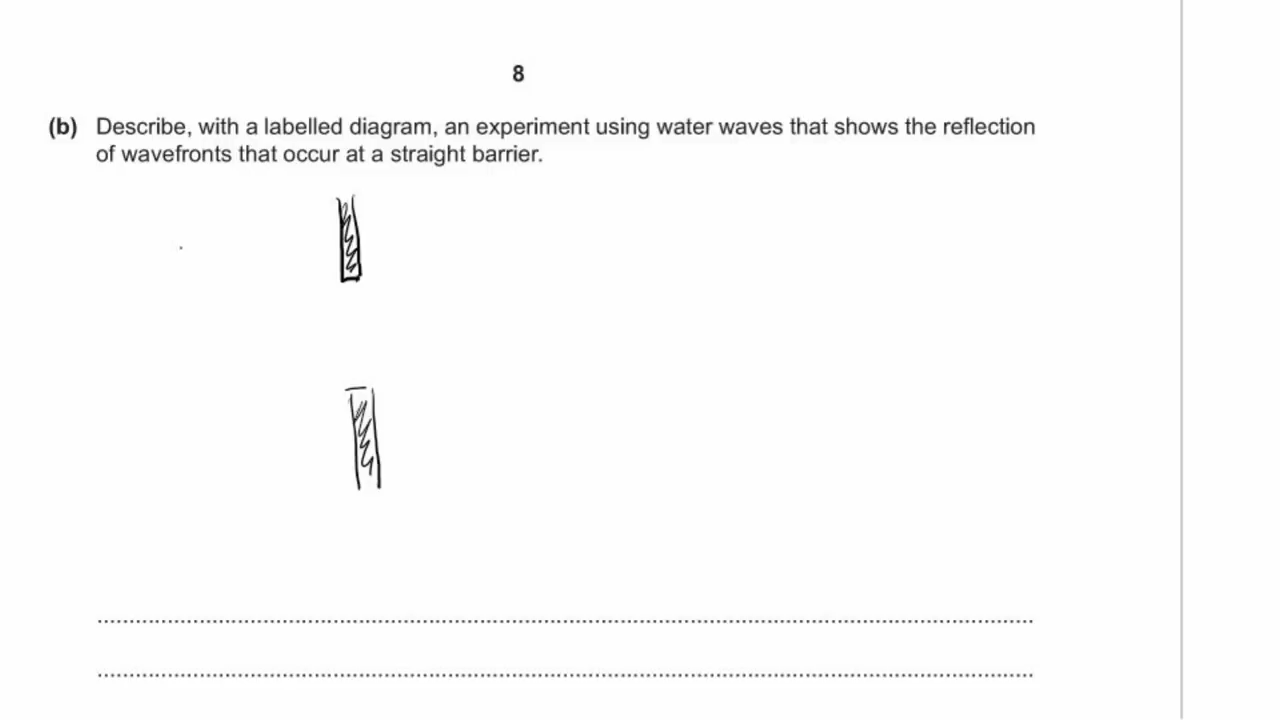 8
(b) Describe, with a labelled diagram, an experiment using water waves that shows the reflection
of wavefronts that occur at a straight barrier.